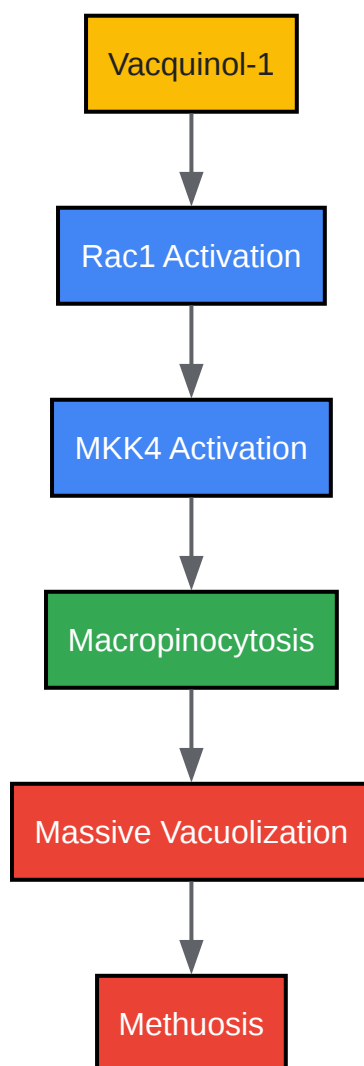 Vacquinol-1
Rac1 Activation
MKK4 Activation
Macropinocytosis
Massive Vacuolization
Methuosis